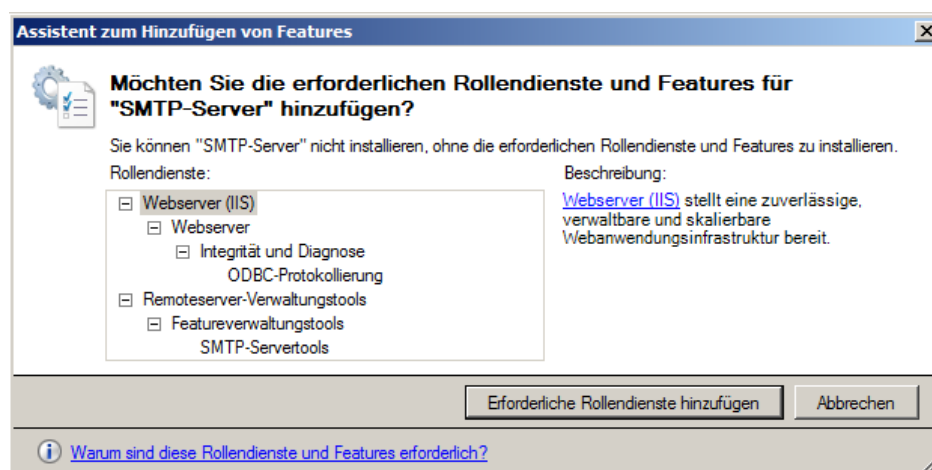 Assistent zum Hinzufügen von Features
Möchten Sie die erforderlichen Rollendienste und Features für
"SMTP-Server" hinzufügen?
Sie können "SMTP-Server" nicht installieren, ohne die erforderlichen Rollendienste und Features zu installieren.
Rollendienste:
Webserver (IIS)
Webserver
Integrität und Diagnose
ODBC-Protokollierung
Remoteserver-Verwaltungstools
Featureverwaltungstools
SMTP-Servertools
Beschreibung:
Webserver (IIS) stellt eine zuverlässige,
verwaltbare und skalierbare
Webanwendungsinfrastruktur bereit.
Erforderliche Rollendienste hinzufügen
Abbrechen
Warum sind diese Rollendienste und Features erforderlich?